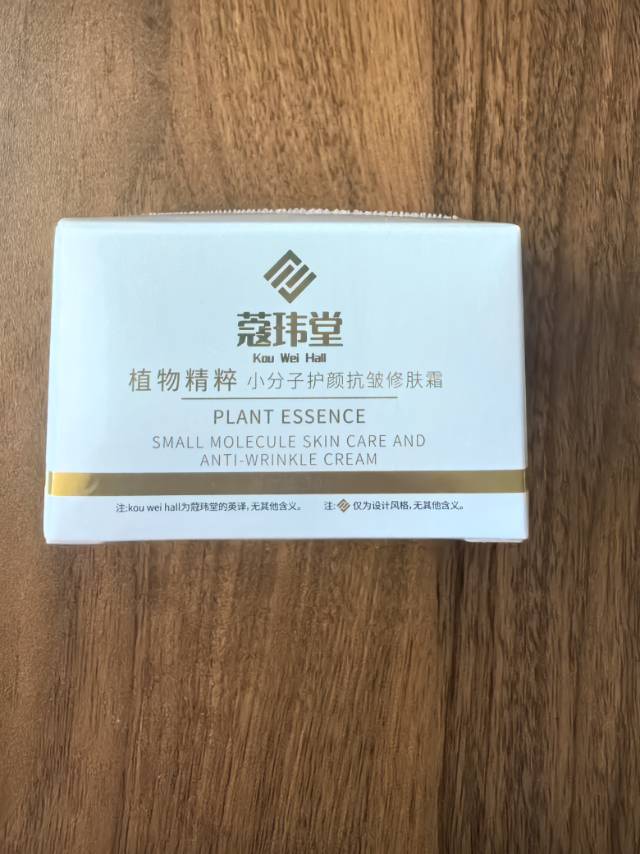 蔻玮堂
Kou Wei Hall
植物精粹 小分子护颜抗皱修肤霜
PLANT ESSENCE
SMALL MOLECULE SKIN CARE AND
ANTI-WRINKLE CREAM
注:kou wei hall为蔻玮堂的英译,无其他含义。 注: 仅为设计风格,无其他含义。